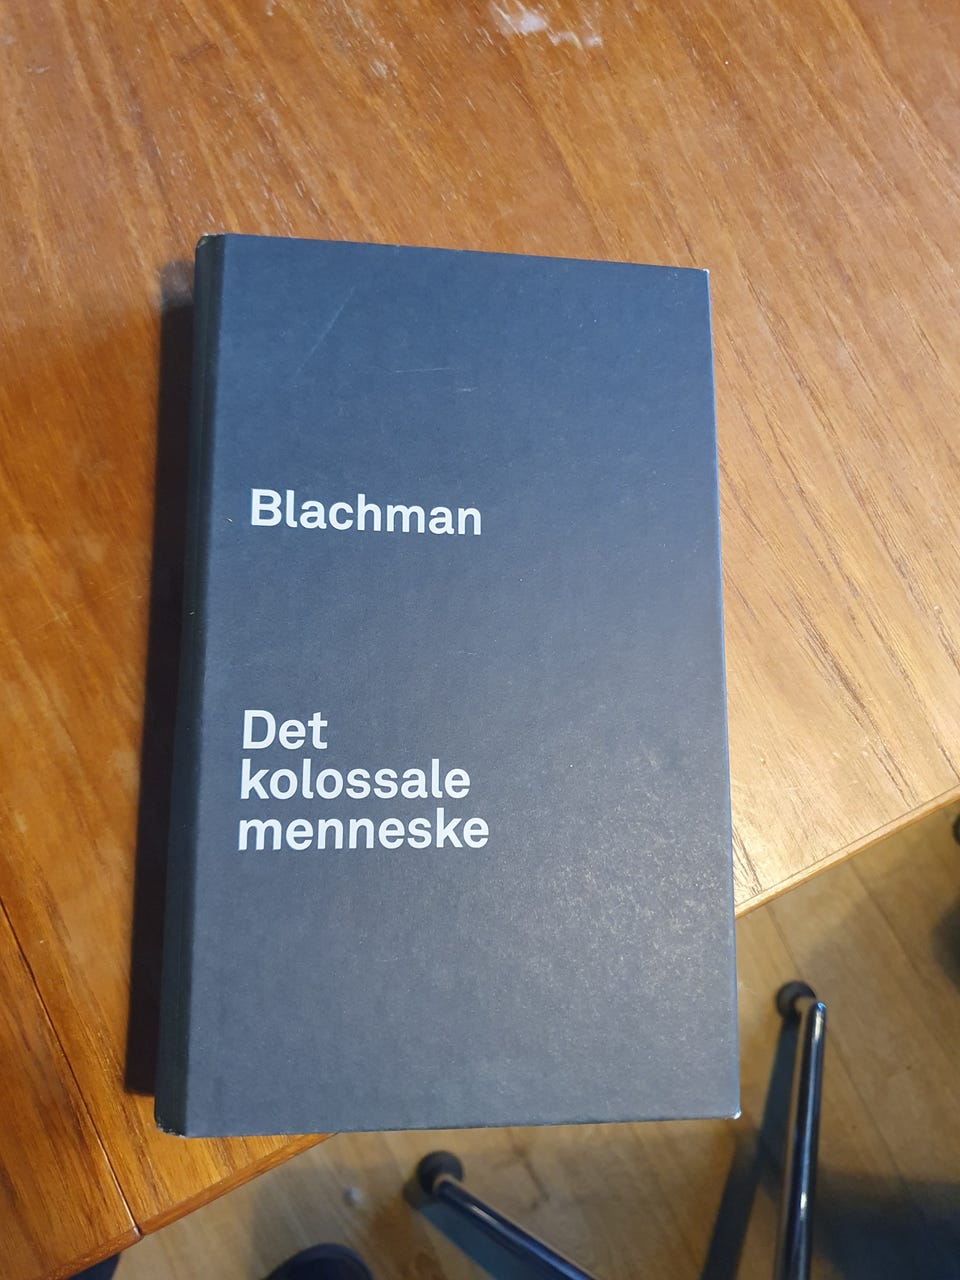 Blachman
Det
kolossale
menneske